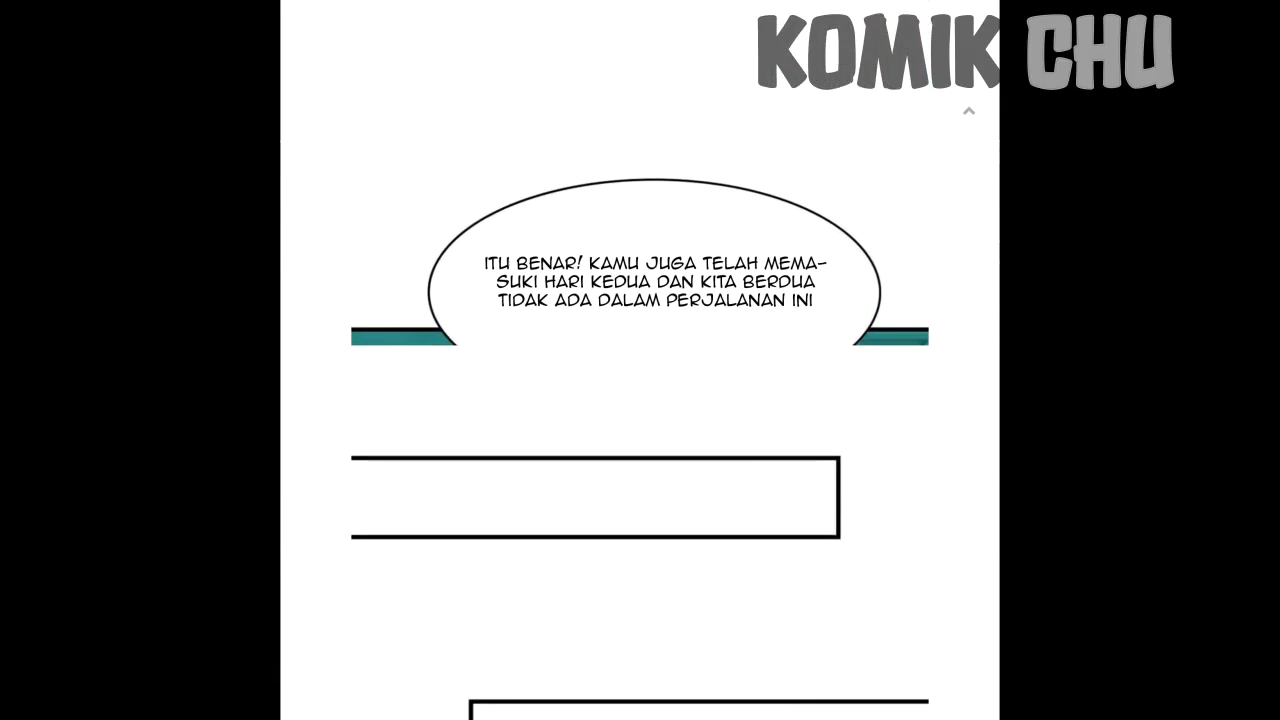 KOMIK CHU
ITU BENAR! KAMU JUGA TELAH MEMA-
SUKI HARI KEDUA DAN KITA BERDUA
TIDAK ADA DALAM PERJALANAN INI